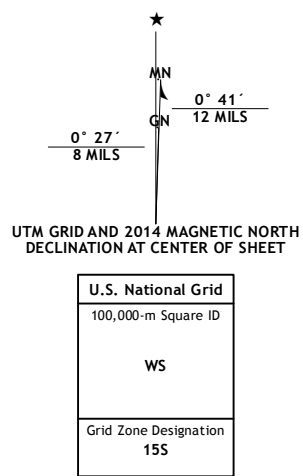 ★
MN
0° 41´
12 MILS
GN
0° 27´
8 MILS
UTM GRID AND 2014 MAGNETIC NORTH
DECLINATION AT CENTER OF SHEET
U.S. National Grid
100,000-m Square ID
WS
Grid Zone Designation
15S